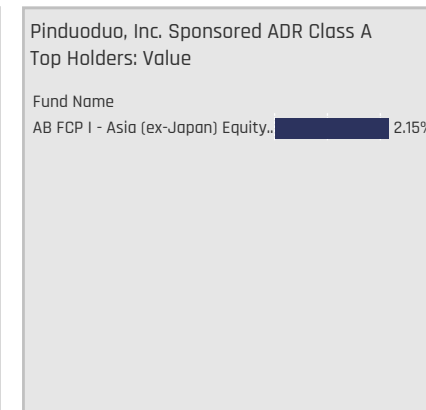 Pinduoduo, Inc. Sponsored ADR Class A
Top Holders: Value
Fund Name
AB FCP I - Asia (ex-Japan) Equity.. 2.15%